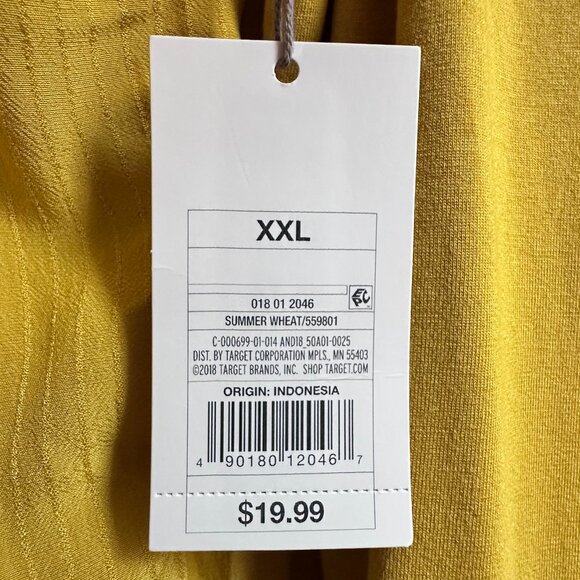 XXL
018 01 2046
EPC
SUMMER WHEAT/559801
C-000699-01-014 AND18_50A01-0025
DIST. BY TARGET CORPORATION MPLS., MN 55403
©2018 TARGET BRANDS, INC. SHOP TARGET.COM
ORIGIN: INDONESIA
4 90180 12046 7
$19.99